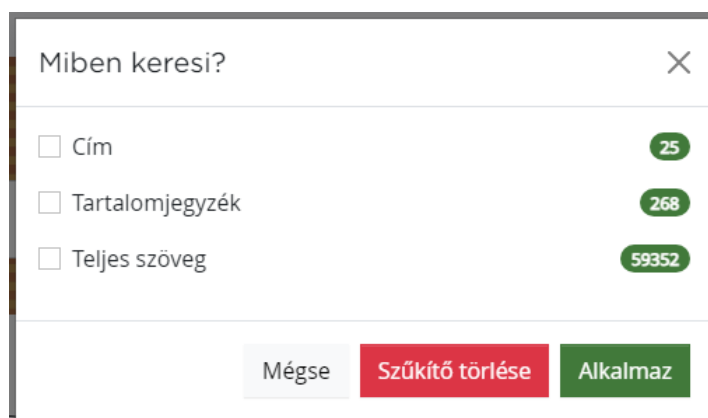 Miben keresi?
Cím 25
Tartalomjegyzék 268
Teljes szöveg 59352
Mégse Szűkítő törlése Alkalmaz